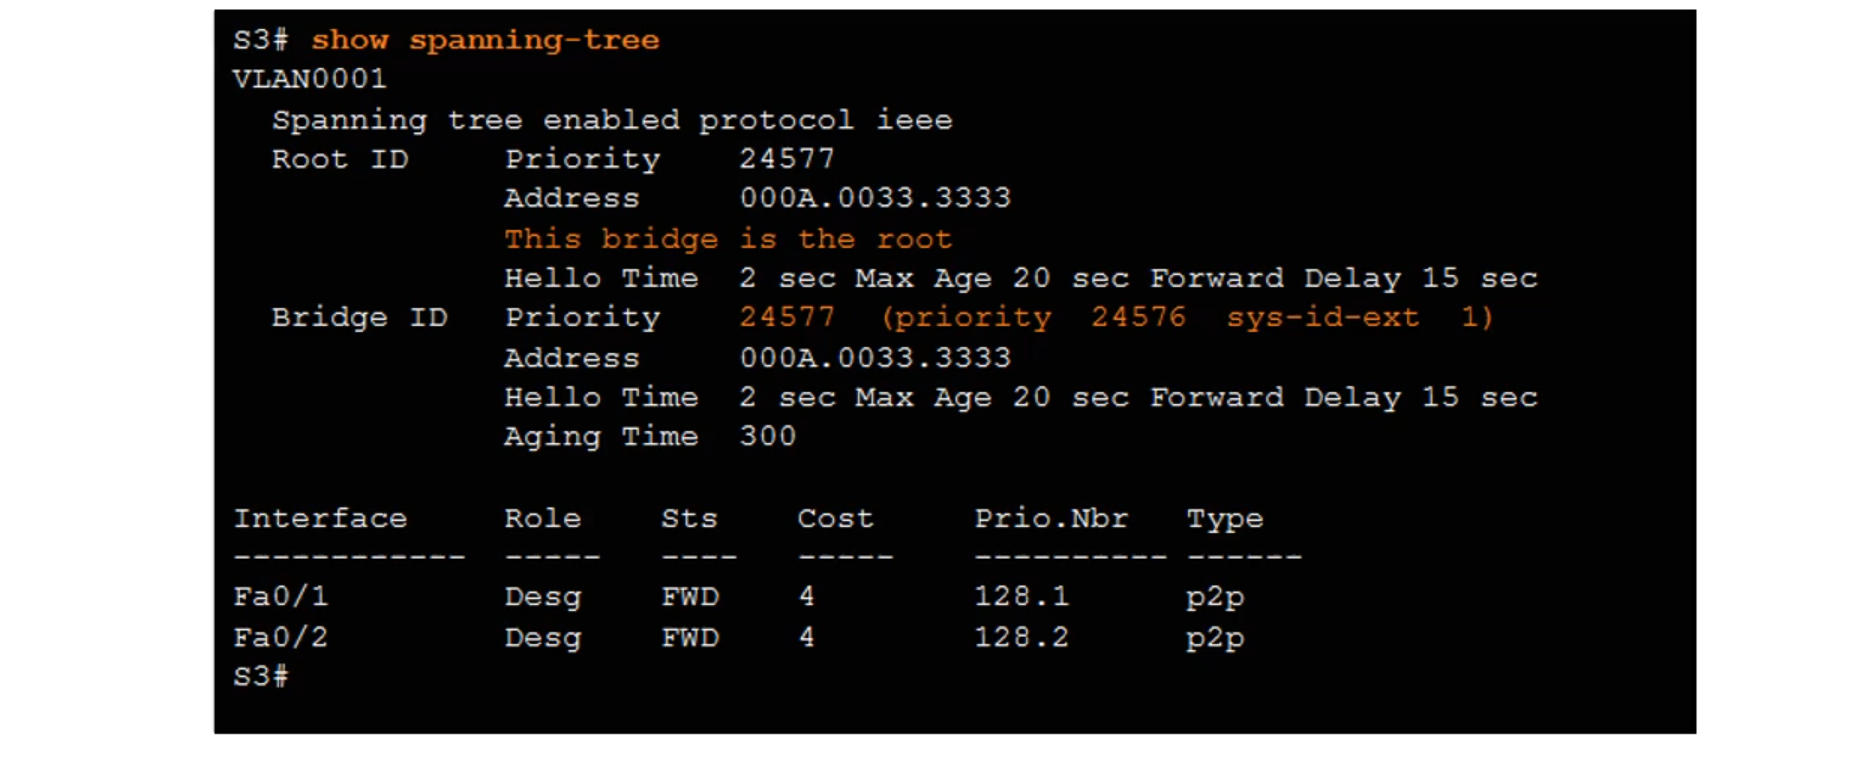 S3# show spanning-tree
VLAN0001
  Spanning tree enabled protocol ieee
  Root ID     Priority    24577
              Address     000A.0033.3333
              This bridge is the root
              Hello Time  2 sec Max Age 20 sec Forward Delay 15 sec
  Bridge ID   Priority    24577  (priority  24576  sys-id-ext  1)
              Address     000A.0033.3333
              Hello Time  2 sec Max Age 20 sec Forward Delay 15 sec
              Aging Time  300

Interface     Role    Sts    Cost     Prio.Nbr   Type
------------  -----   ----   -----    ---------- ------
Fa0/1         Desg    FWD    4        128.1      p2p
Fa0/2         Desg    FWD    4        128.2      p2p
S3#